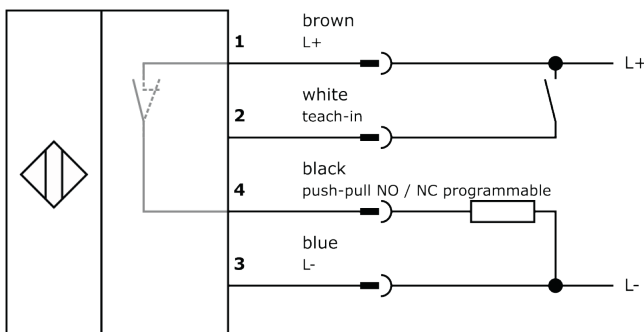 brown
1
L+
L+
white
2
teach-in
black
4
push-pull NO / NC programmable
blue
3
L-
L-